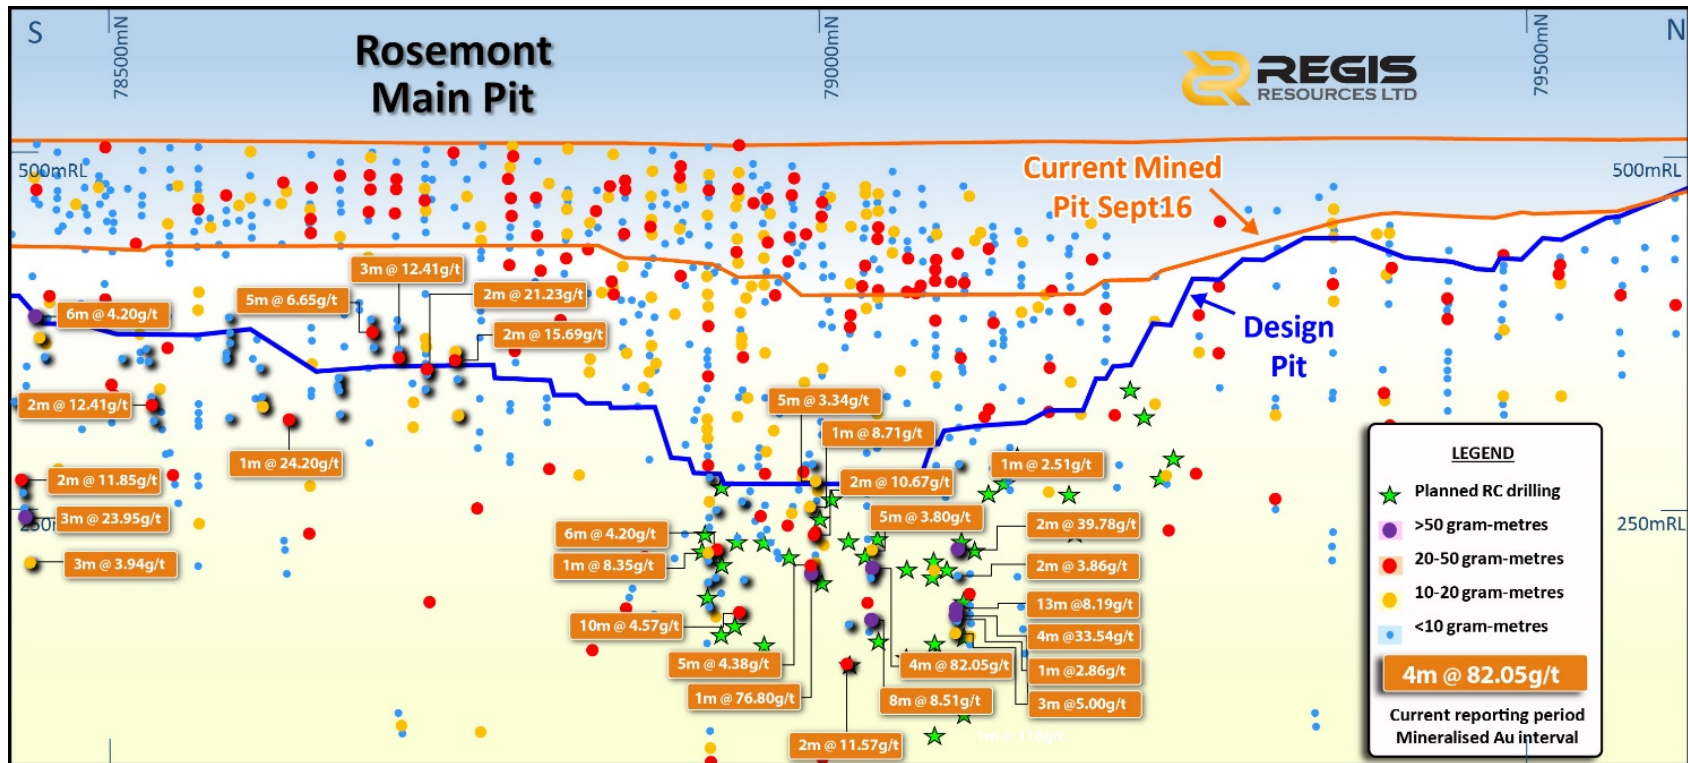 S
78500mN
Rosemont
Main Pit
79000mN
REGIS
RESOURCES LTD
79500mN
N
500mRL
500mRL
Current Mined
Pit Sept16
3m @ 12.41g/t
2m @ 21.23g/t
5m @ 6.65g/t
6m @ 4.20g/t
2m @ 15.69g/t
Design
Pit
2m @ 12.41g/t
5m @ 3.34g/t
1m @ 8.71g/t
1m @ 24.20g/t
1m @ 2.51g/t
2m @ 11.85g/t
2m @ 10.67g/t
3m @ 23.95g/t
5m @ 3.80g/t
2m @ 39.78g/t
250mRL
6m @ 4.20g/t
1m @ 8.35g/t
3m @ 3.94g/t
2m @ 3.86g/t
13m @8.19g/t
10m @ 4.57g/t
4m @33.54g/t
5m @ 4.38g/t
4m @ 82.05g/t
1m @2.86g/t
1m @ 76.80g/t
8m @ 8.51g/t
3m @5.00g/t
2m @ 11.57g/t
LEGEND
Planned RC drilling
>50 gram-metres
20-50 gram-metres
10-20 gram-metres
<10 gram-metres
4m @ 82.05g/t
Current reporting period
Mineralised Au interval